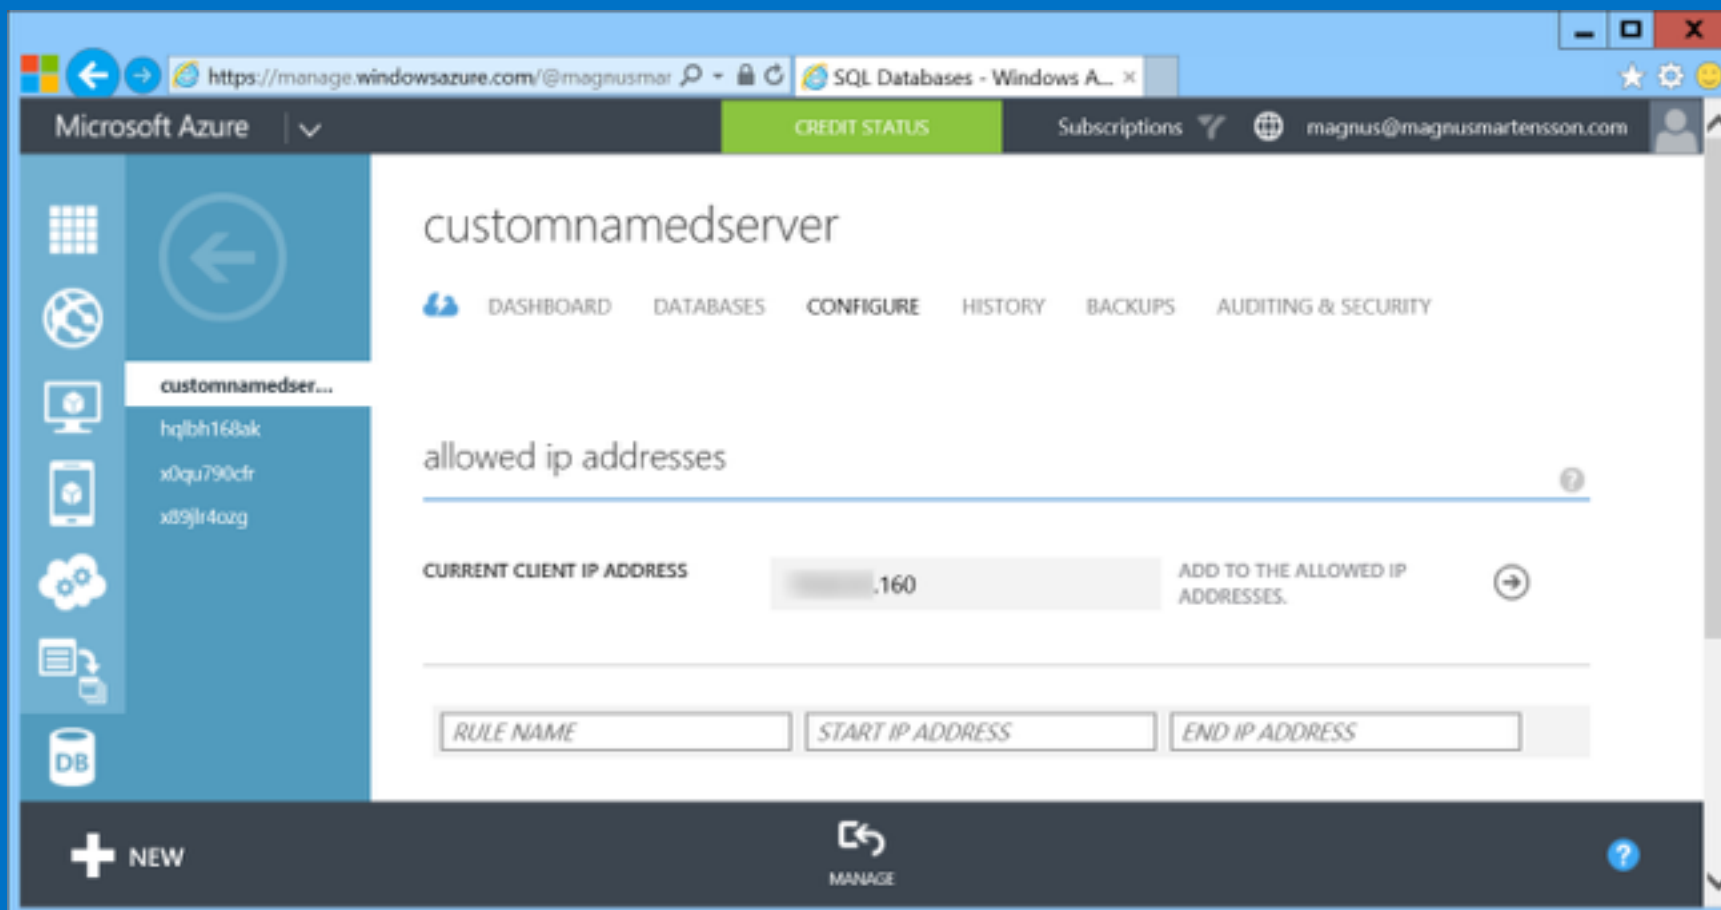 https://manage.windowsazure.com/@magnusmar
SQL Databases - Windows A...
Microsoft Azure
CREDIT STATUS
Subscriptions
magnus@magnusmartensson.com
customnamedserver
DASHBOARD DATABASES CONFIGURE HISTORY BACKUPS AUDITING & SECURITY
customnamedser...
hqlbh168ak
x0qu790cfr
x89jlr4ozg
allowed ip addresses
?
CURRENT CLIENT IP ADDRESS
.160
ADD TO THE ALLOWED IP
ADDRESSES.
RULE NAME
START IP ADDRESS
END IP ADDRESS
DB
NEW
MANAGE
?